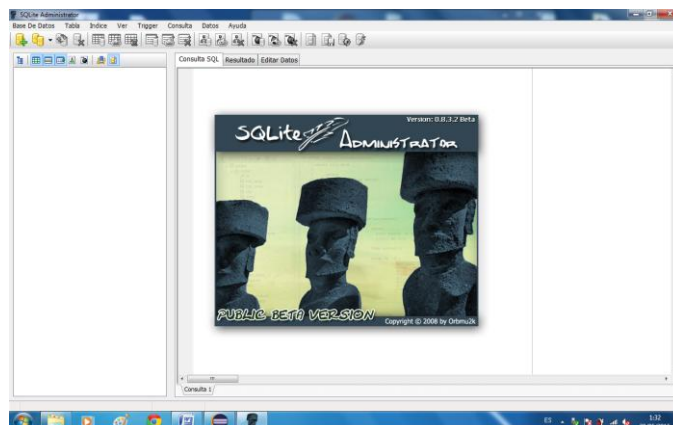 SQLite Administrator
Base De Datos Tabla Indice Ver Trigger Consulta Datos Ayuda
Consulta SQL Resultado Editar Datos
Version: 0.8.3.2 Beta
SQLite ADMINISTRATOR
PUBLIC BETA VERSION
Copyright © 2008 by Orbmu2k
Consulta 1
ES 1:32